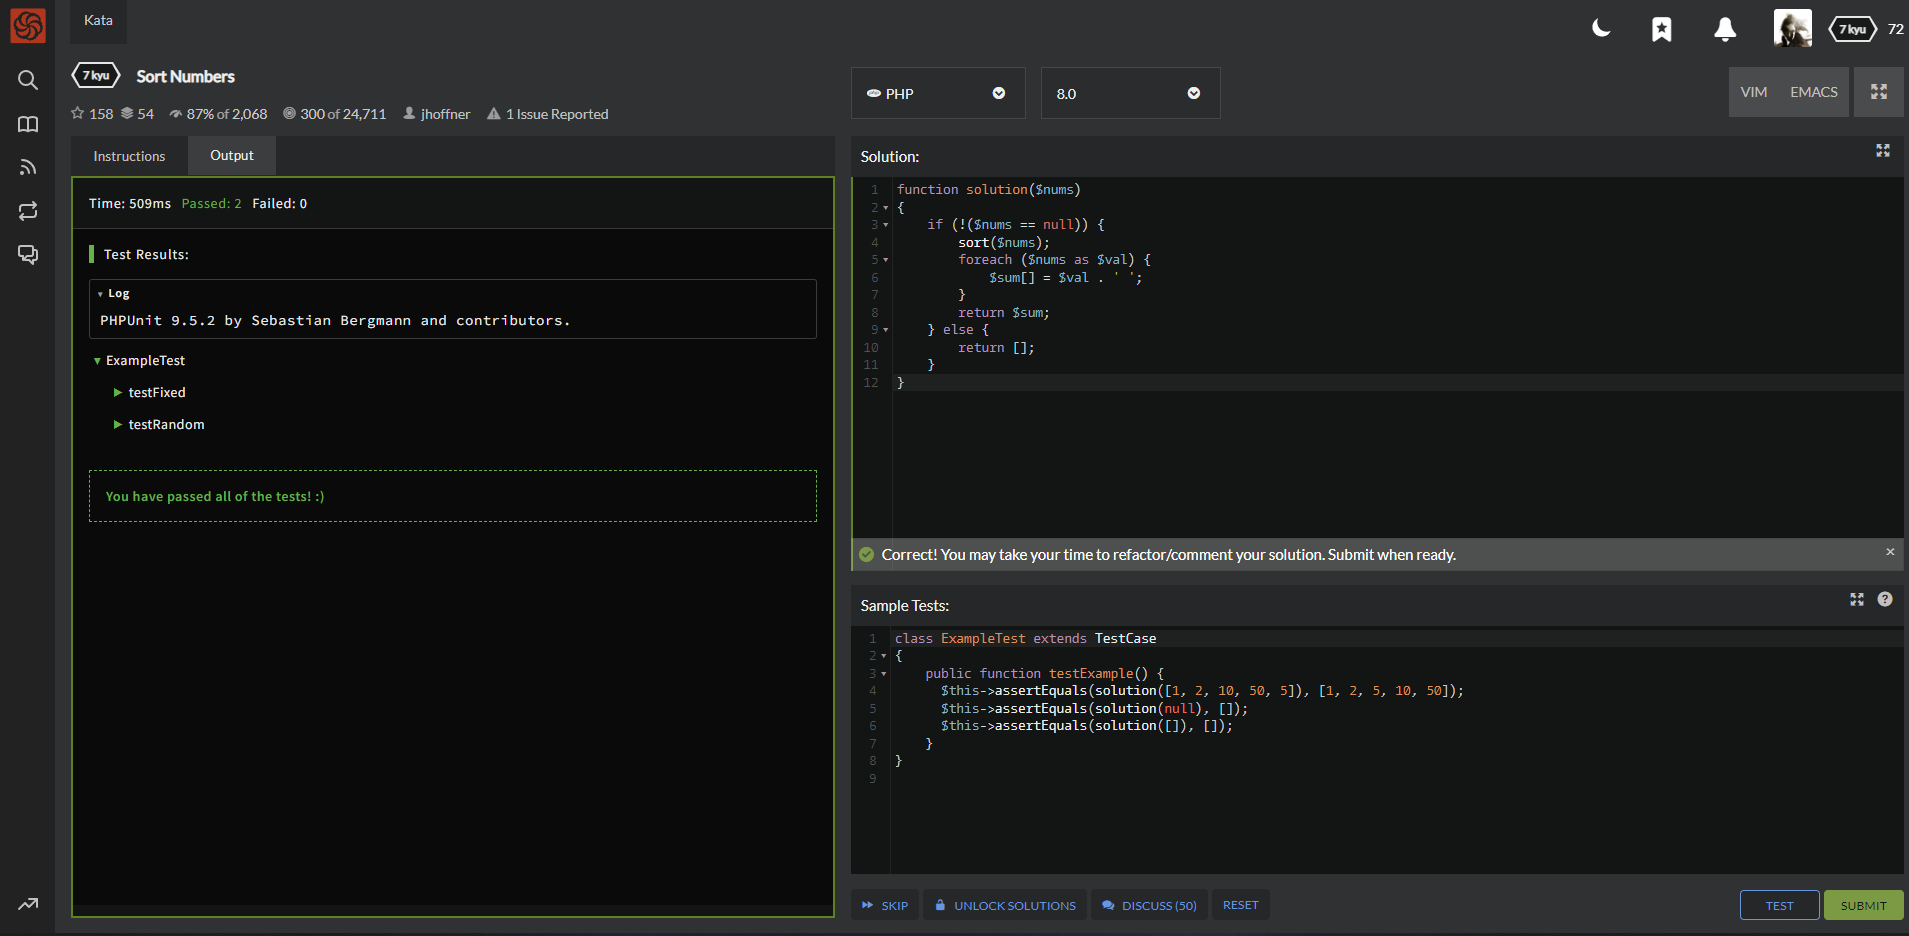 Kata
7 kyu 72
7 kyu Sort Numbers
158 54 87% of 2,068 300 of 24,711 jhoffner 1 Issue Reported
php PHP
8.0
VIM EMACS
Instructions Output
Time: 509ms Passed: 2 Failed: 0
Test Results:
Log
PHPUnit 9.5.2 by Sebastian Bergmann and contributors.
ExampleTest
testFixed
testRandom
You have passed all of the tests! :)
Solution:
1 function solution($nums)
2 {
3     if (!($nums == null)) {
4         sort($nums);
5         foreach ($nums as $val) {
6             $sum[] = $val . ' ';
7         }
8         return $sum;
9     } else {
10         return [];
11     }
12 }
Correct! You may take your time to refactor/comment your solution. Submit when ready. ×
Sample Tests: ?
1 class ExampleTest extends TestCase
2 {
3     public function testExample() {
4       $this->assertEquals(solution([1, 2, 10, 50, 5]), [1, 2, 5, 10, 50]);
5       $this->assertEquals(solution(null), []);
6       $this->assertEquals(solution([]), []);
7     }
8 }
9
SKIP UNLOCK SOLUTIONS DISCUSS (50) RESET TEST SUBMIT